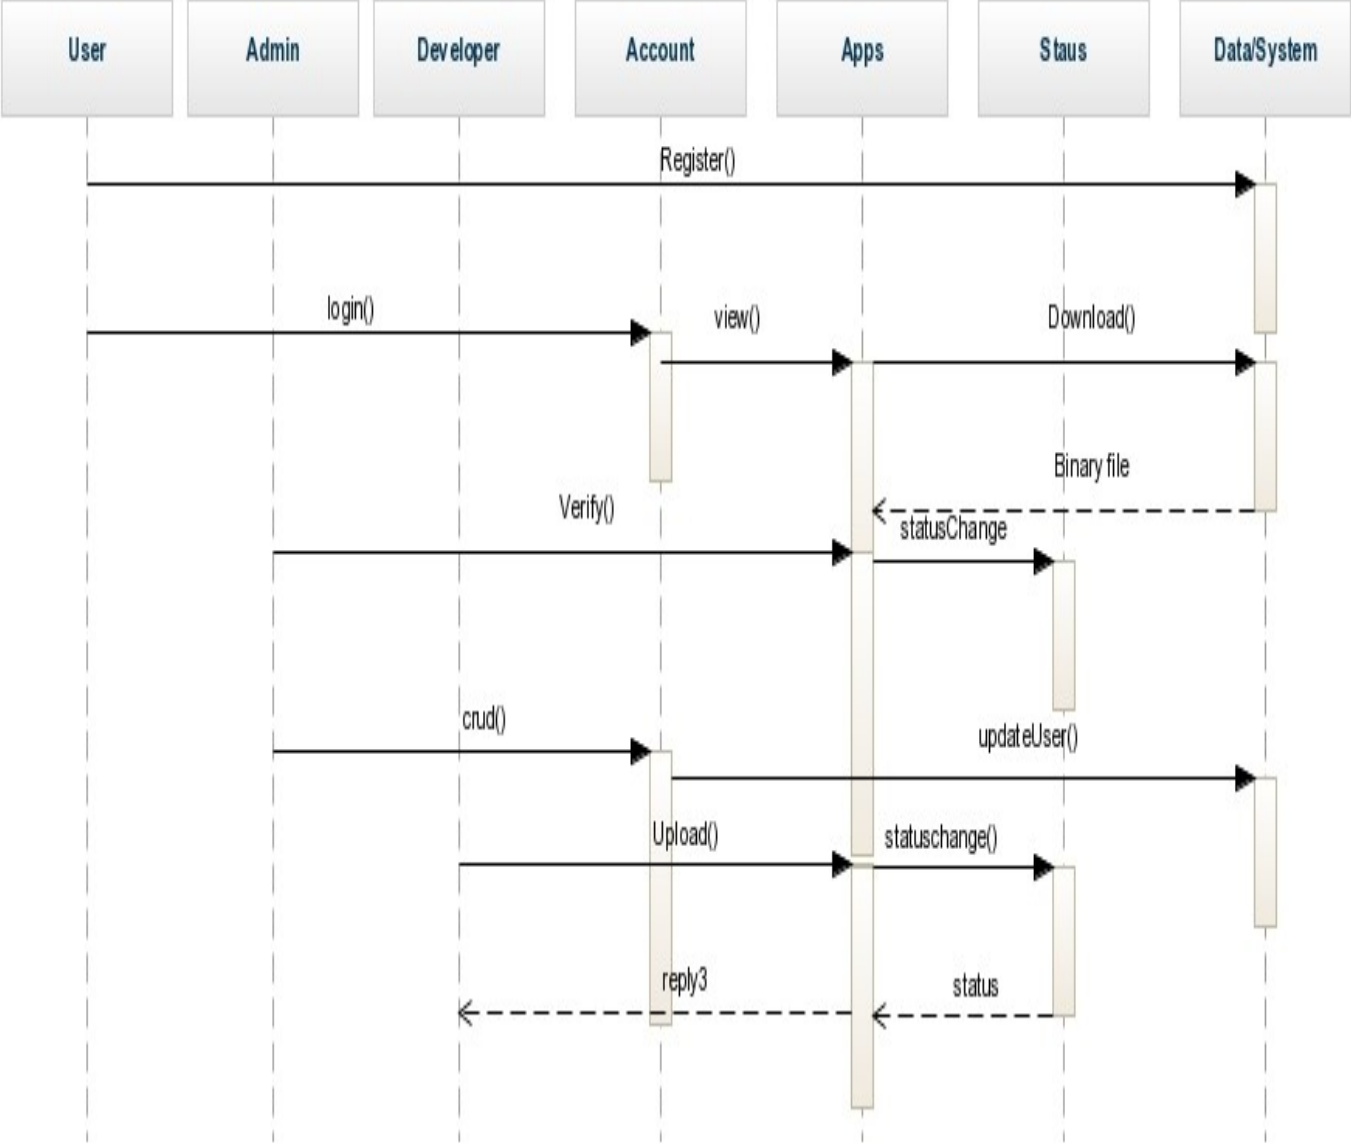 User
Admin
Developer
Account
Apps
Staus
Data/System
Register()
login()
view()
Download()
Binary file
Verify()
statusChange
crud()
updateUser()
Upload()
statuschange()
reply3
status